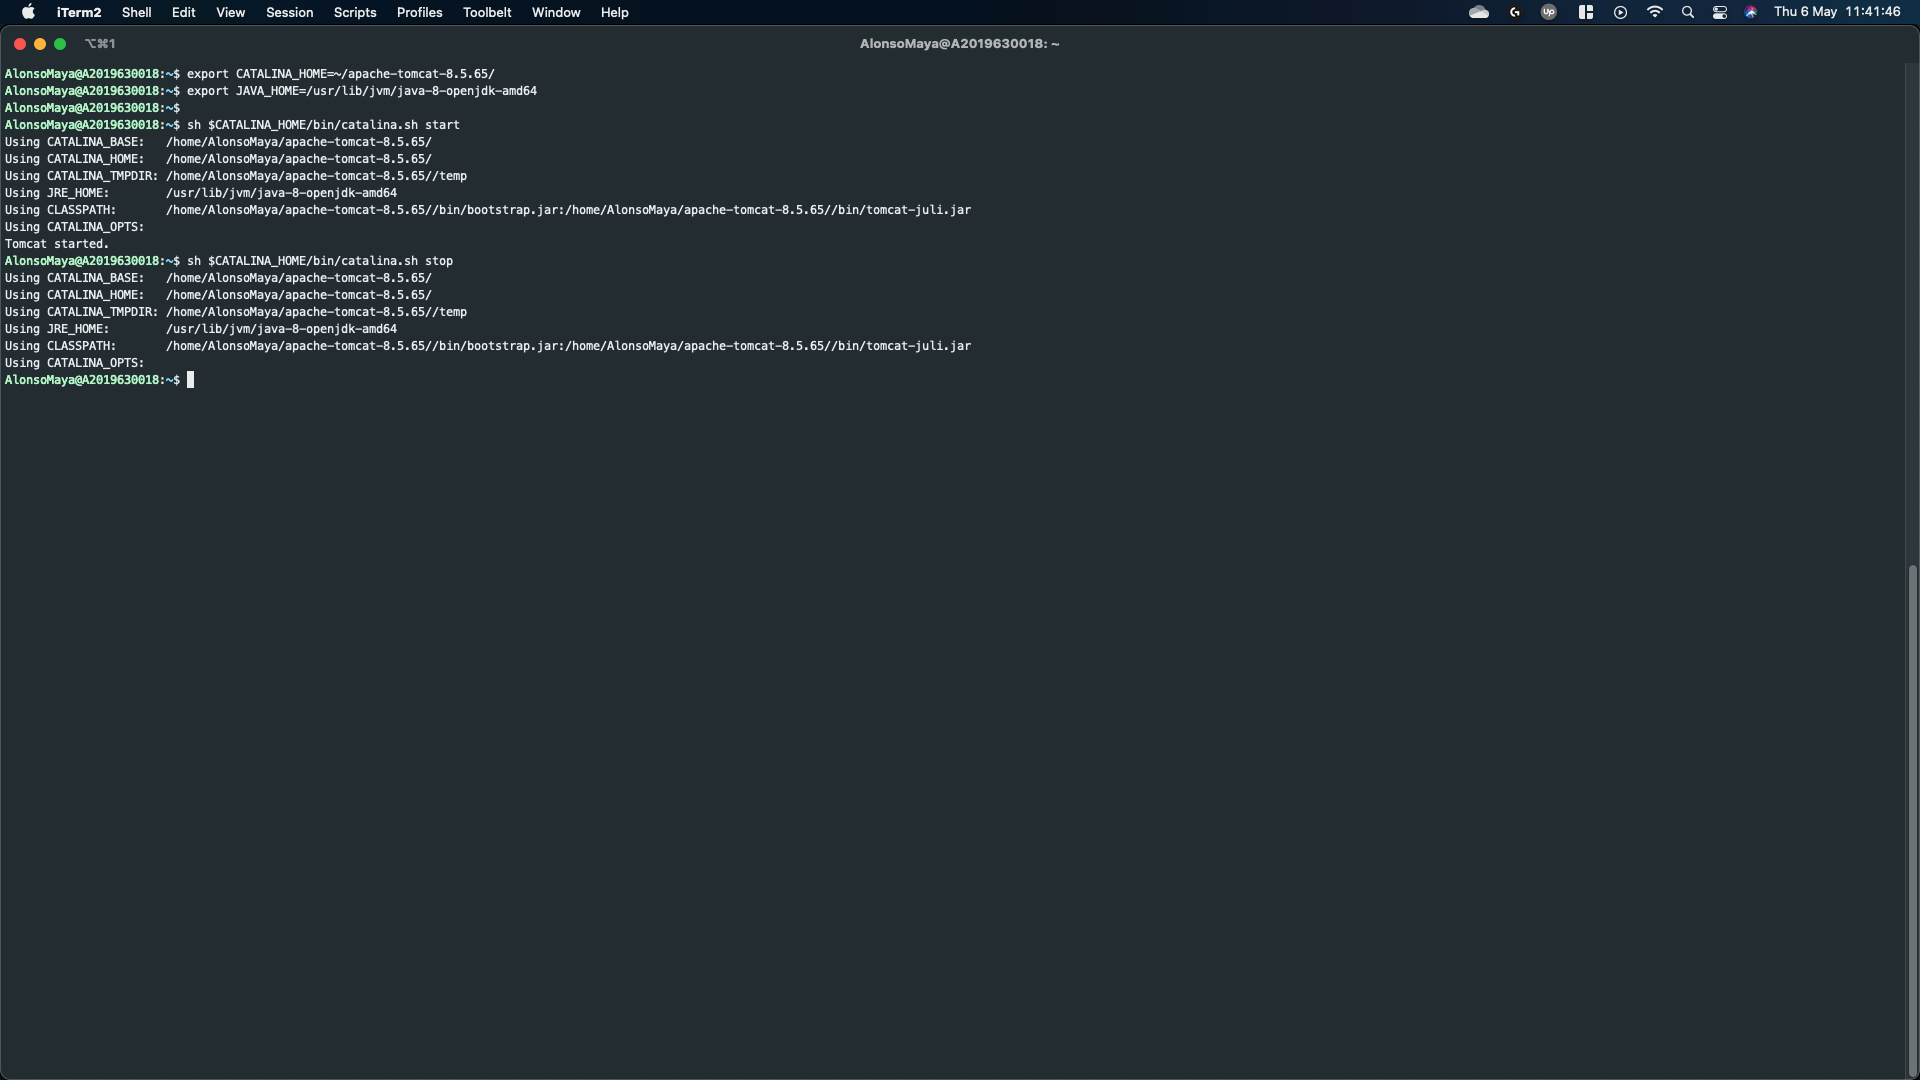 iTerm2 Shell Edit View Session Scripts Profiles Toolbelt Window Help Thu 6 May 11:41:46
⌥⌘1 AlonsoMaya@A2019630018: ~
AlonsoMaya@A2019630018:~$ export CATALINA_HOME=~/apache-tomcat-8.5.65/
AlonsoMaya@A2019630018:~$ export JAVA_HOME=/usr/lib/jvm/java-8-openjdk-amd64
AlonsoMaya@A2019630018:~$
AlonsoMaya@A2019630018:~$ sh $CATALINA_HOME/bin/catalina.sh start
Using CATALINA_BASE:   /home/AlonsoMaya/apache-tomcat-8.5.65/
Using CATALINA_HOME:   /home/AlonsoMaya/apache-tomcat-8.5.65/
Using CATALINA_TMPDIR: /home/AlonsoMaya/apache-tomcat-8.5.65//temp
Using JRE_HOME:        /usr/lib/jvm/java-8-openjdk-amd64
Using CLASSPATH:       /home/AlonsoMaya/apache-tomcat-8.5.65//bin/bootstrap.jar:/home/AlonsoMaya/apache-tomcat-8.5.65//bin/tomcat-juli.jar
Using CATALINA_OPTS:
Tomcat started.
AlonsoMaya@A2019630018:~$ sh $CATALINA_HOME/bin/catalina.sh stop
Using CATALINA_BASE:   /home/AlonsoMaya/apache-tomcat-8.5.65/
Using CATALINA_HOME:   /home/AlonsoMaya/apache-tomcat-8.5.65/
Using CATALINA_TMPDIR: /home/AlonsoMaya/apache-tomcat-8.5.65//temp
Using JRE_HOME:        /usr/lib/jvm/java-8-openjdk-amd64
Using CLASSPATH:       /home/AlonsoMaya/apache-tomcat-8.5.65//bin/bootstrap.jar:/home/AlonsoMaya/apache-tomcat-8.5.65//bin/tomcat-juli.jar
Using CATALINA_OPTS:
AlonsoMaya@A2019630018:~$